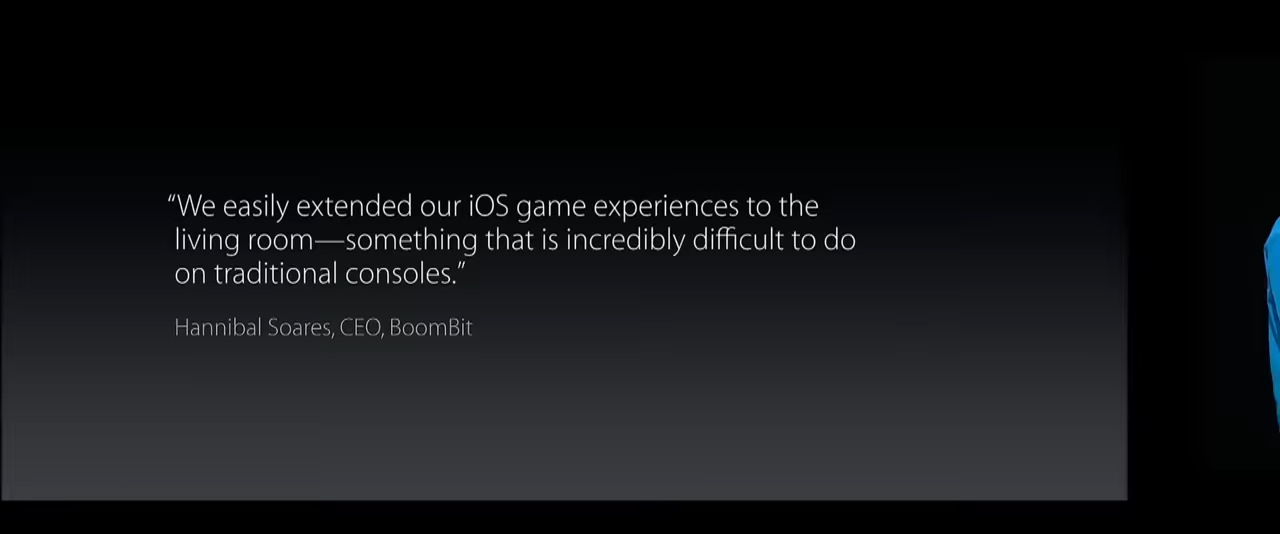 “We easily extended our iOS game experiences to the
living room—something that is incredibly difficult to do
on traditional consoles.”
Hannibal Soares, CEO, BoomBit